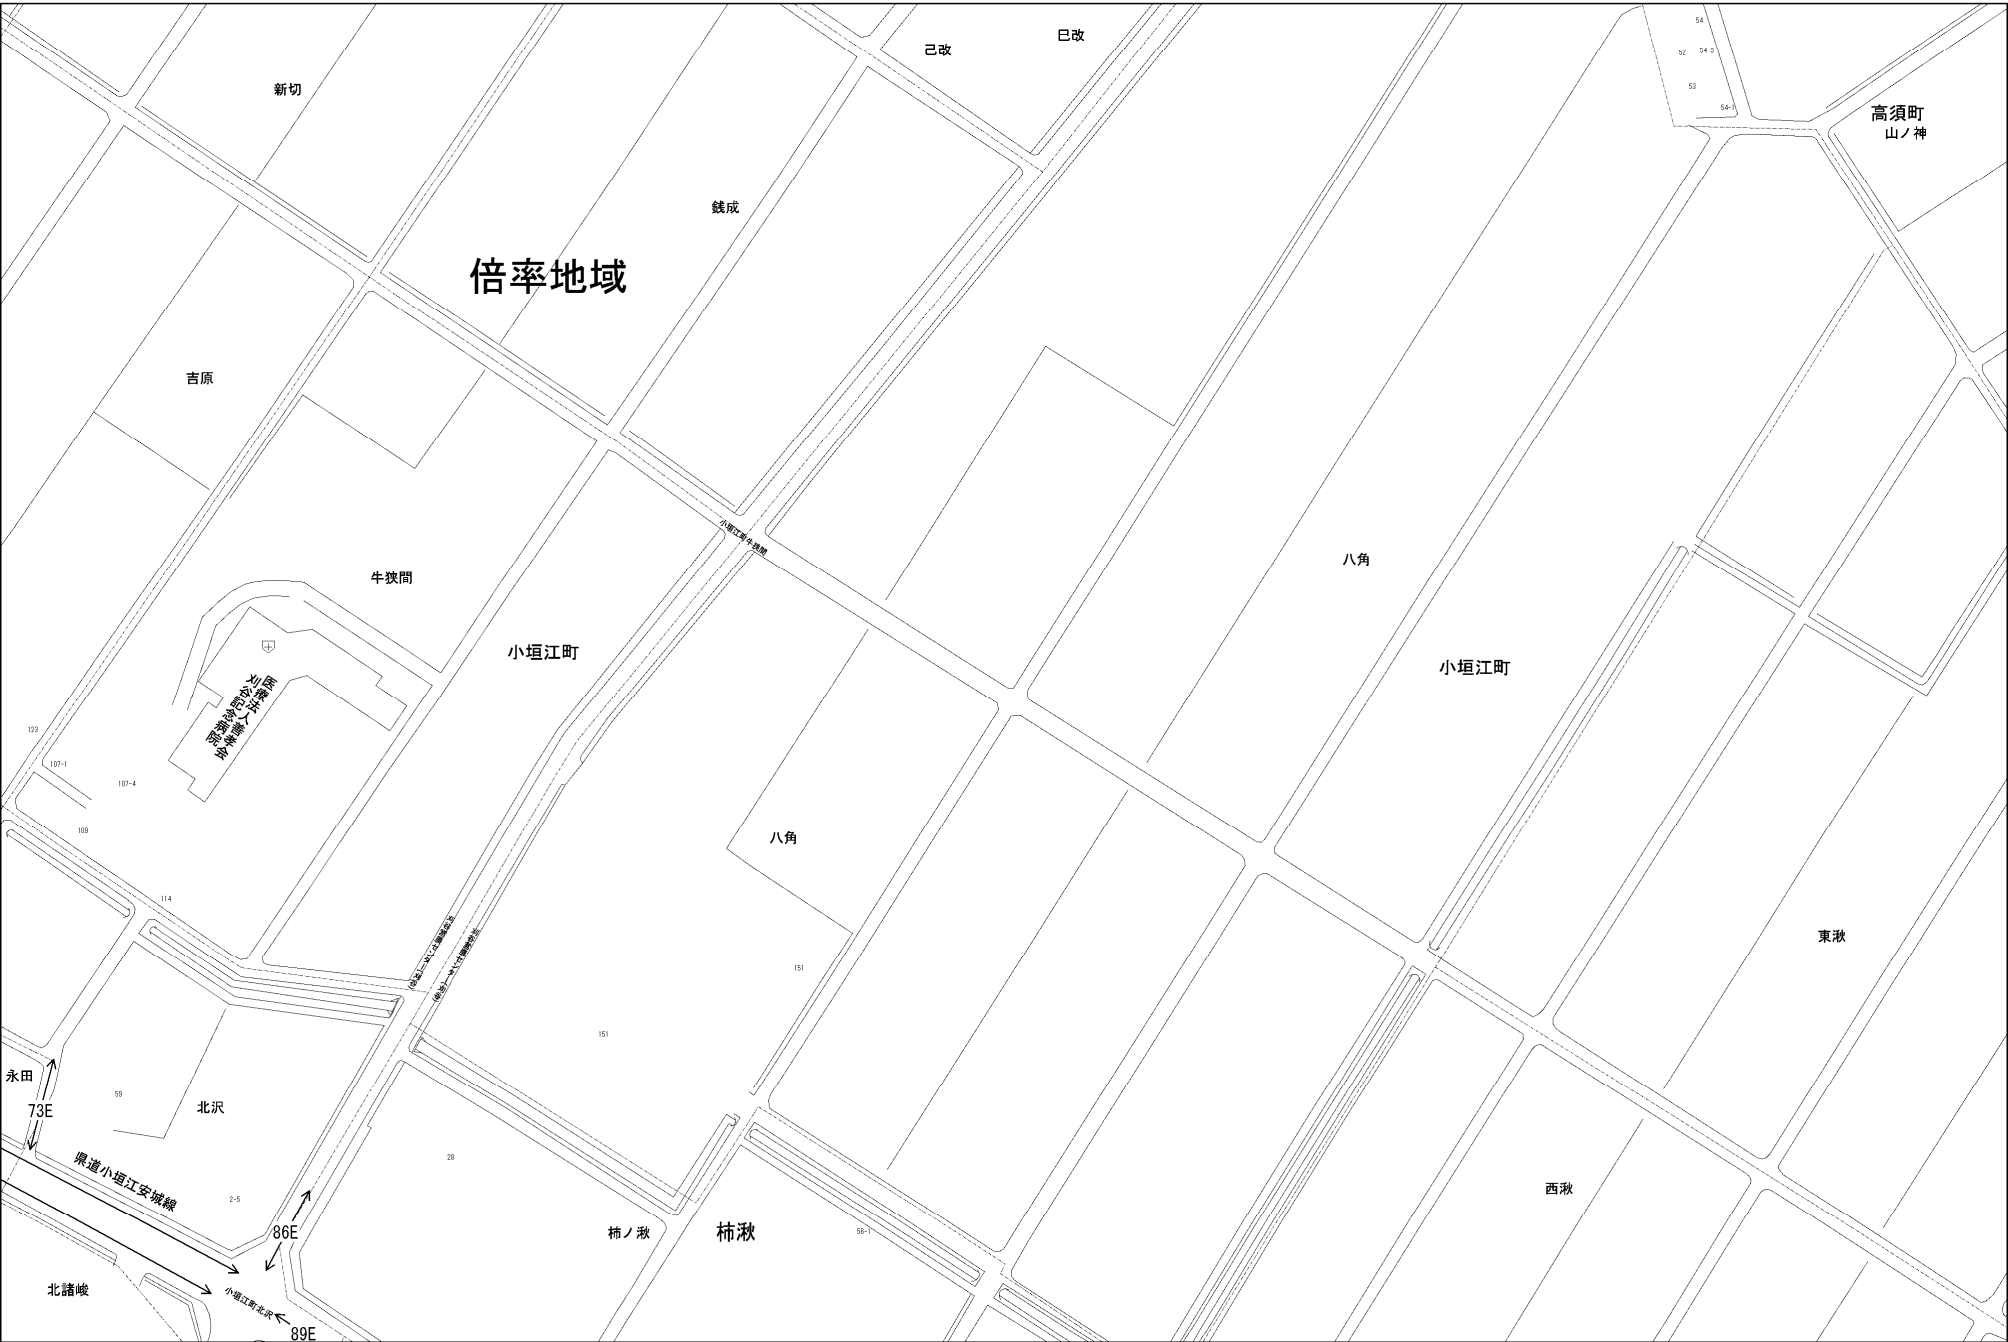 54
己改
巳改
52
54-3
新切
53
54-1
高須町
山ノ神
銭成
倍率地域
吉原
小垣江町牛狭間
八角
牛狭間
小垣江町
小垣江町
医療法人善孝会
刈谷記念病院
123
107-1
107-4
109
八角
114
東湫
151
151
永田
59
73E
北沢
28
県道小垣江安城線
2-5
西湫
86E
柿ノ湫
柿湫
56-1
北諸峻
小垣江町北沢
89E